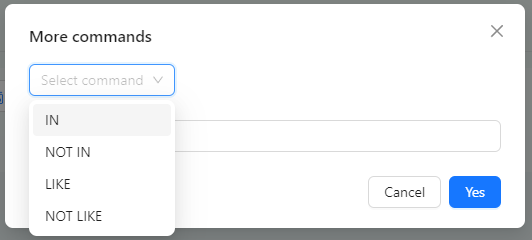 More commands
Select command
IN
NOT IN
LIKE
NOT LIKE
Cancel
Yes